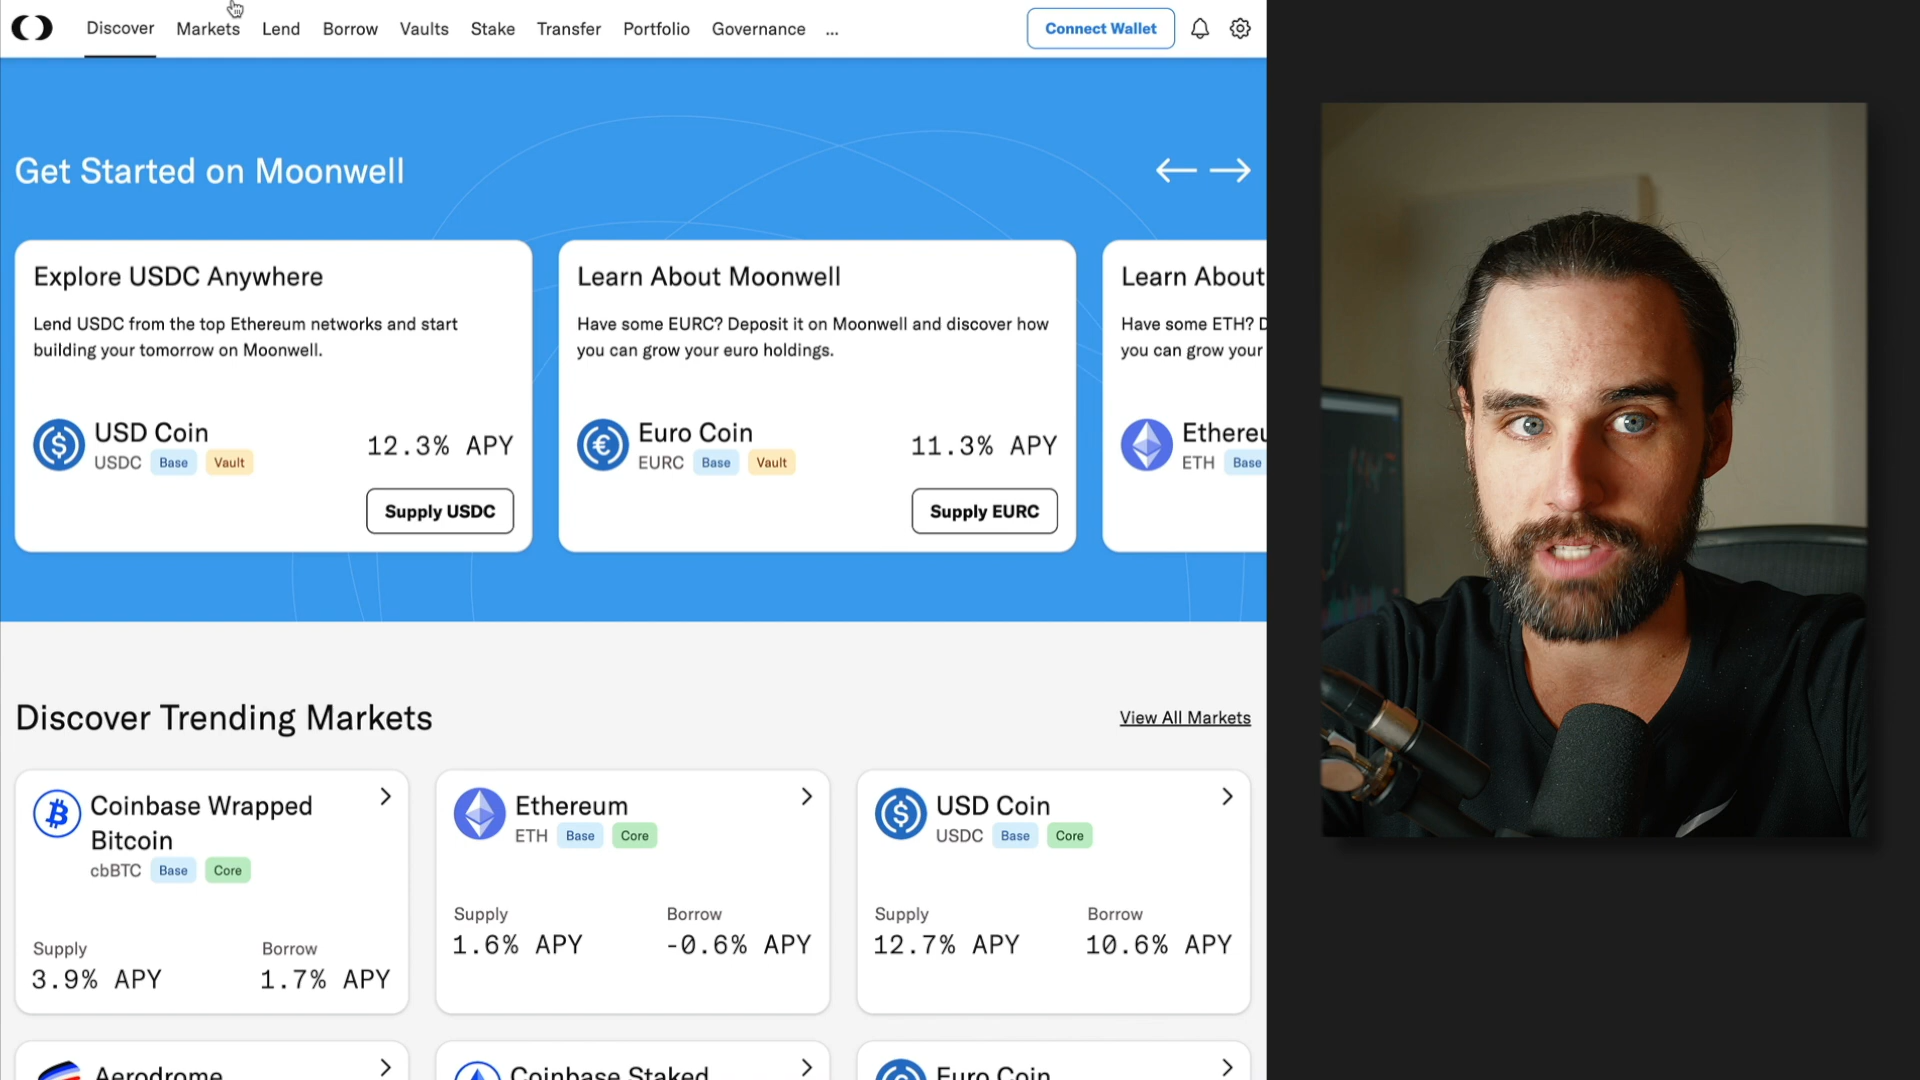 Discover Markets Lend Borrow Vaults Stake Transfer Portfolio Governance ... Connect Wallet
Get Started on Moonwell
Explore USDC Anywhere
Lend USDC from the top Ethereum networks and start
building your tomorrow on Moonwell.
USD Coin
USDC Base Vault
12.3% APY
Supply USDC
Learn About Moonwell
Have some EURC? Deposit it on Moonwell and discover how
you can grow your euro holdings.
Euro Coin
EURC Base Vault
11.3% APY
Supply EURC
Learn About
Have some ETH?
you can grow your
ETH Base
Discover Trending Markets
View All Markets
Coinbase Wrapped
Bitcoin
cbBTC Base Core
Supply Borrow
3.9% APY 1.7% APY
Ethereum
ETH Base Core
Supply Borrow
1.6% APY -0.6% APY
USD Coin
USDC Base Core
Supply Borrow
12.7% APY 10.6% APY
Aerodrome
Coinbase Staked
Euro Coin